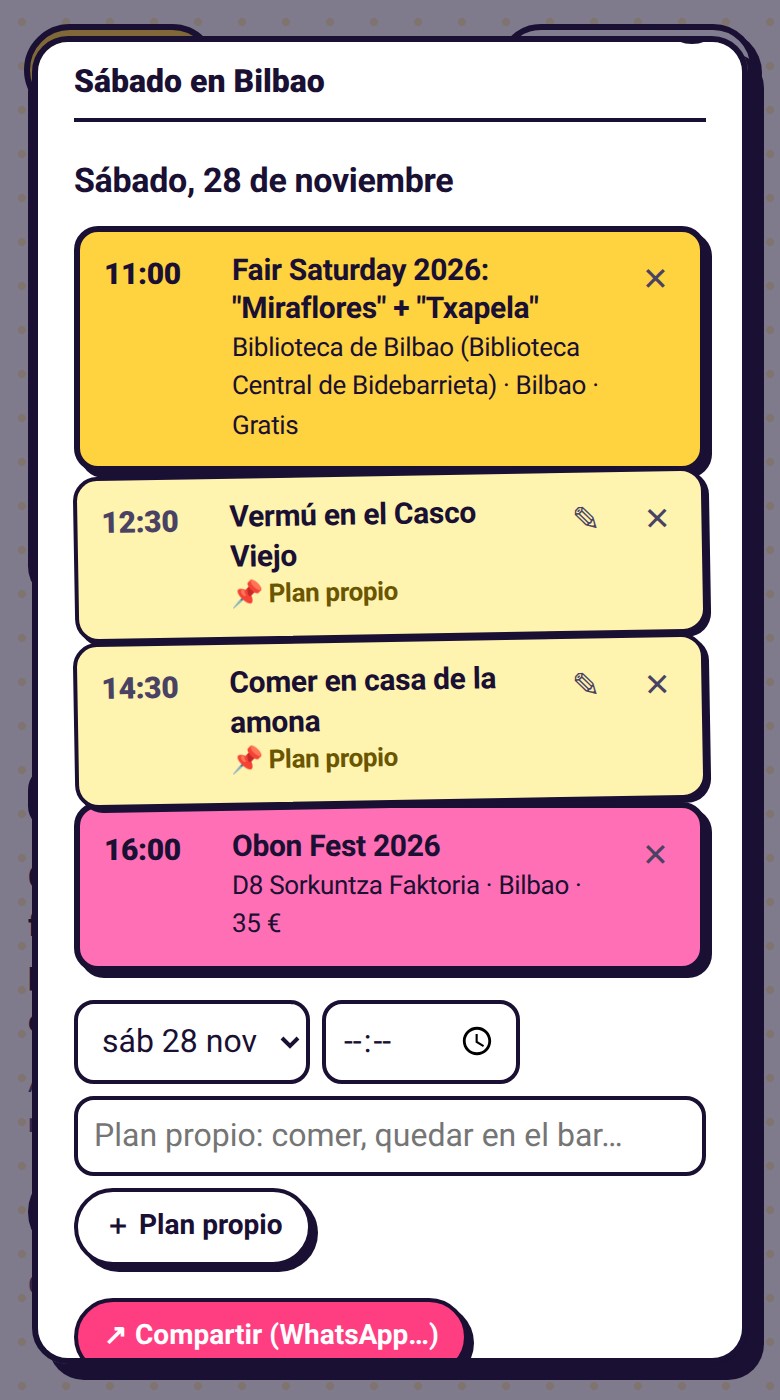 Sábado en Bilbao
Sábado, 28 de noviembre
11:00
Fair Saturday 2026:
"Miraflores" + "Txapela"
Biblioteca de Bilbao (Biblioteca
Central de Bidebarrieta) · Bilbao ·
Gratis
12:30
Vermú en el Casco
Viejo
📌 Plan propio
14:30
Comer en casa de la
amona
📌 Plan propio
16:00
Obon Fest 2026
D8 Sorkuntza Faktoria · Bilbao ·
35 €
sáb 28 nov
--:--
Plan propio: comer, quedar en el bar…
+ Plan propio
↗ Compartir (WhatsApp…)